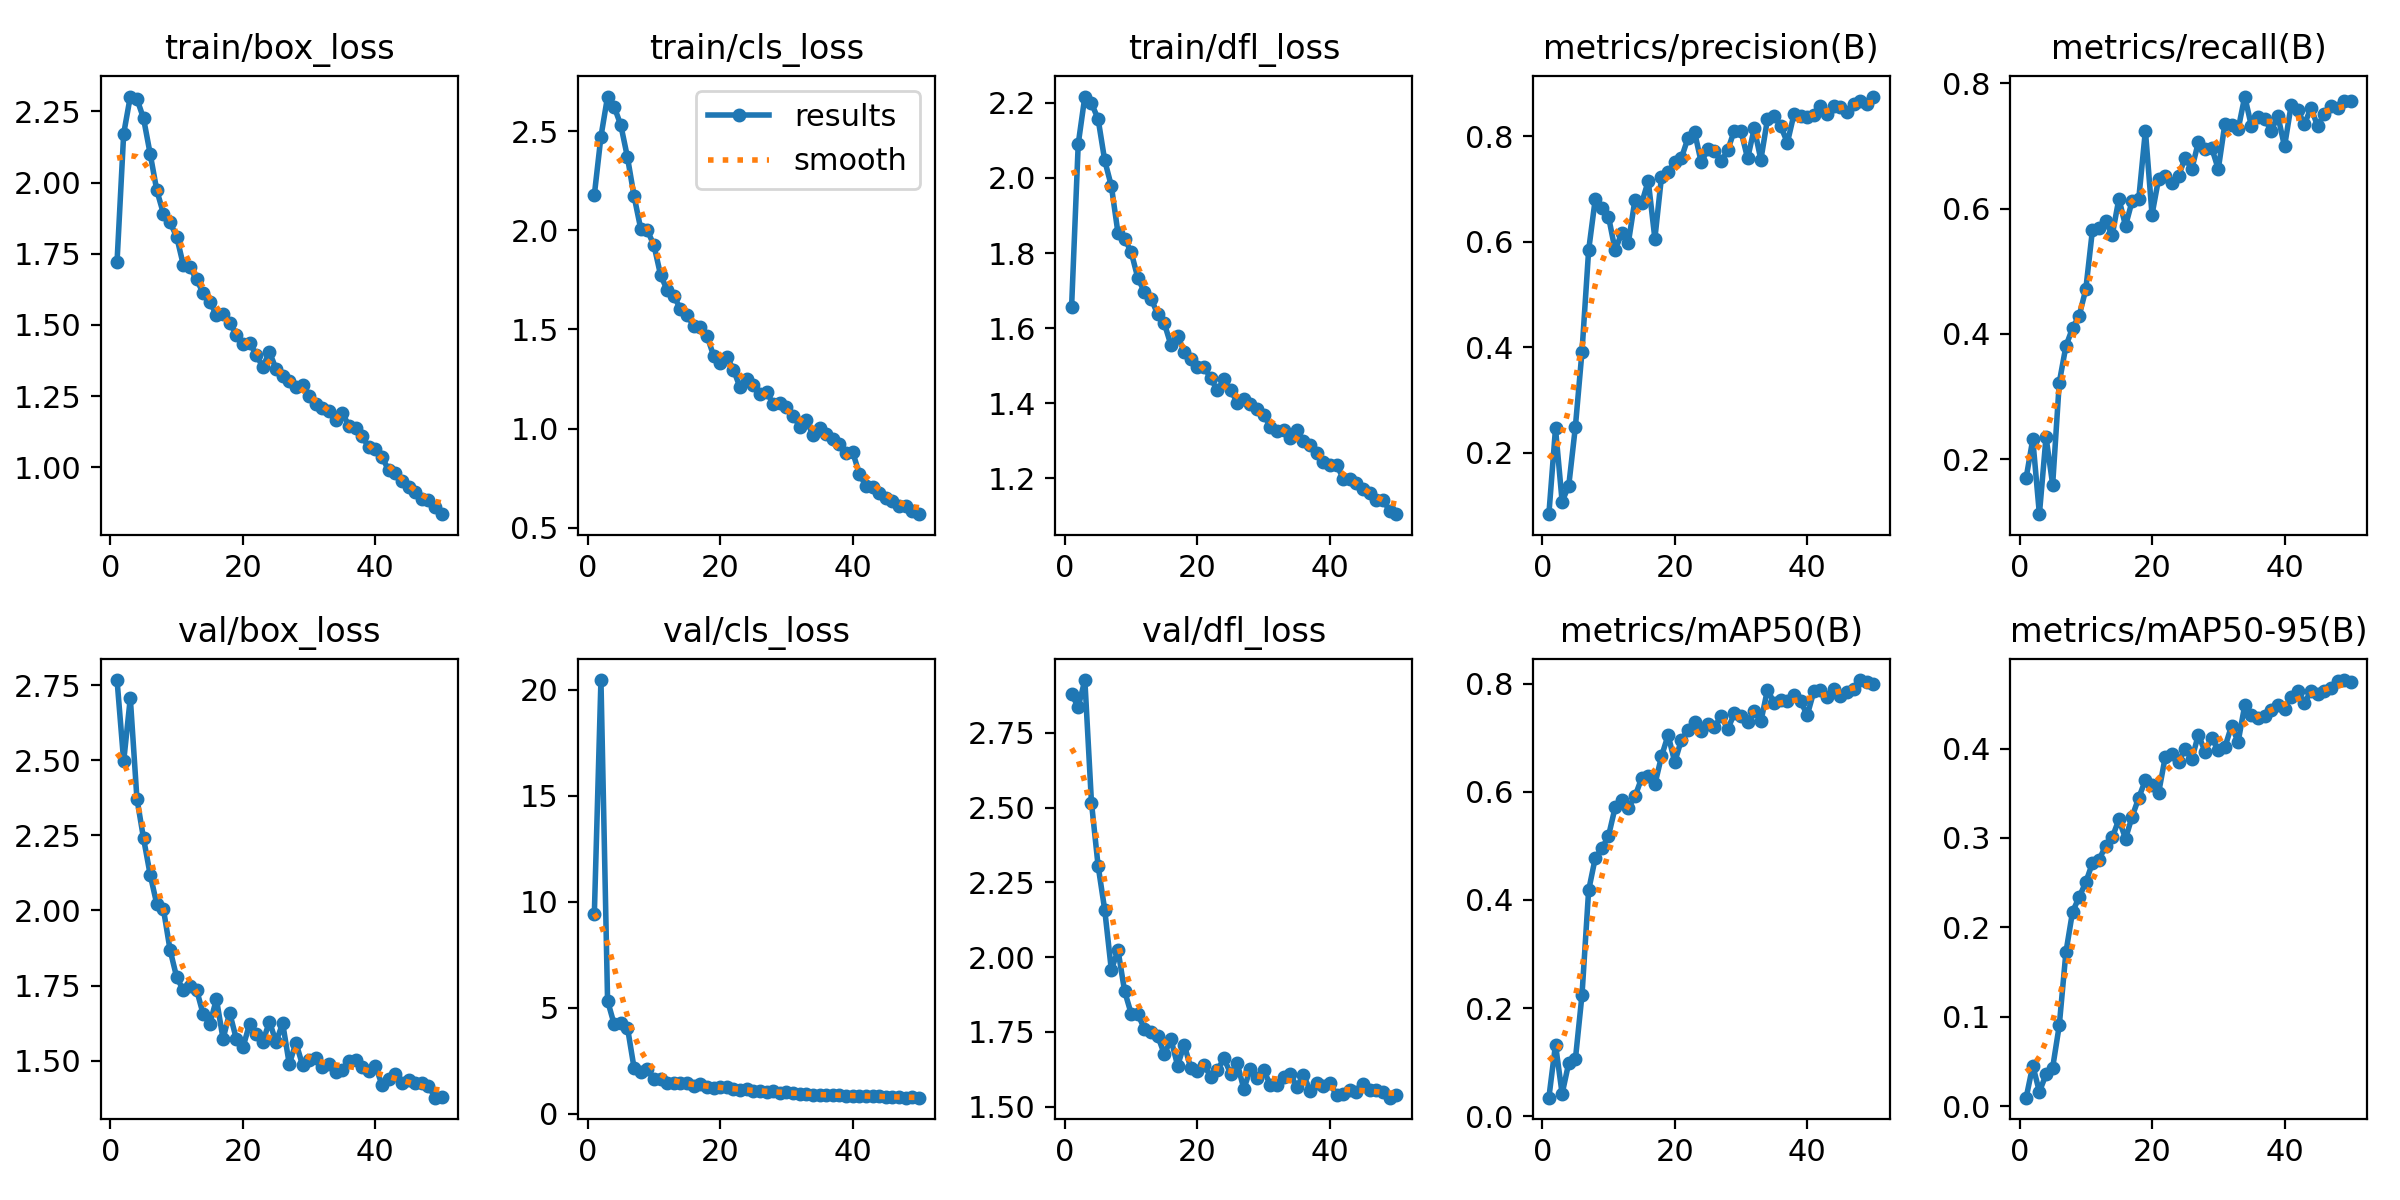 train/box_loss
2.25
2.00
1.75
1.50
1.25
1.00
0 20 40
train/cls_loss
results
smooth
2.5
2.0
1.5
1.0
0.5
0 20 40
train/dfl_loss
2.2
2.0
1.8
1.6
1.4
1.2
0 20 40
metrics/precision(B)
0.8
0.6
0.4
0.2
0 20 40
metrics/recall(B)
0.8
0.6
0.4
0.2
0 20 40
val/box_loss
2.75
2.50
2.25
2.00
1.75
1.50
0 20 40
val/cls_loss
20
15
10
5
0
0 20 40
val/dfl_loss
2.75
2.50
2.25
2.00
1.75
1.50
0 20 40
metrics/mAP50(B)
0.8
0.6
0.4
0.2
0.0
0 20 40
metrics/mAP50-95(B)
0.4
0.3
0.2
0.1
0.0
0 20 40